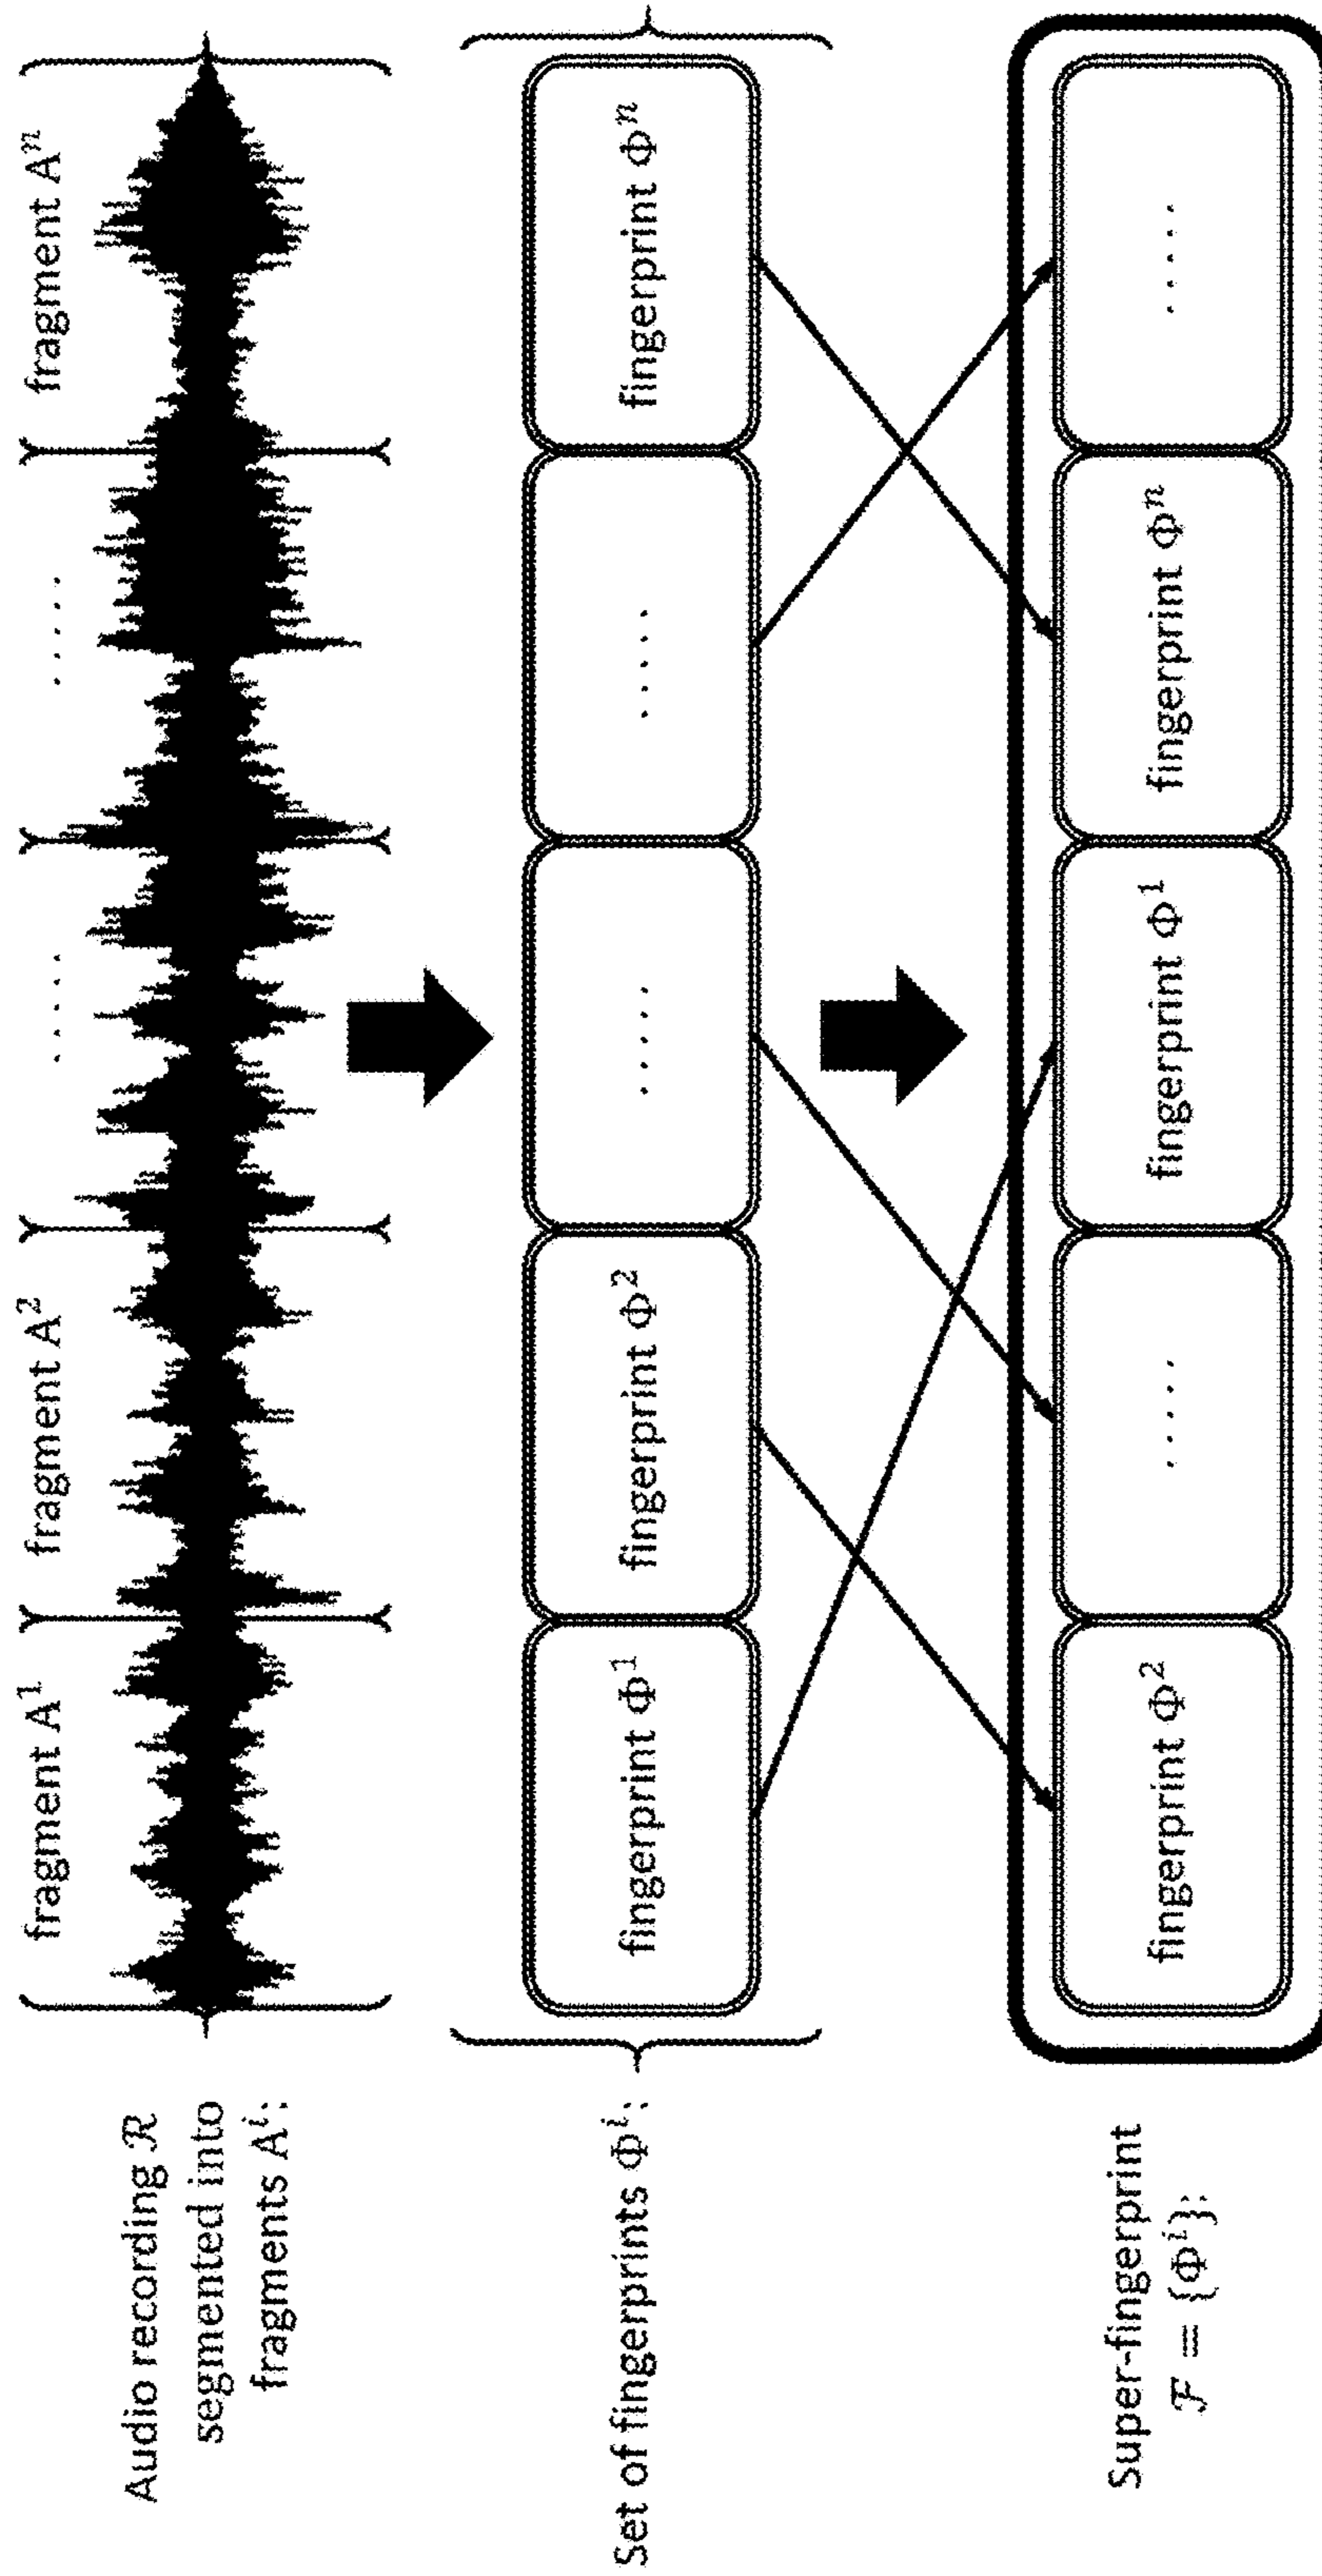 Audio recording ℛ
segmented into
fragments Aⁱ:
fragment A¹
fragment A²
.....
.....
fragment Aⁿ
Set of fingerprints Φⁱ:
fingerprint Φ¹
fingerprint Φ²
.....
.....
fingerprint Φⁿ
Super-fingerprint
ℱ = {Φⁱ}:
fingerprint Φ²
.....
fingerprint Φ¹
fingerprint Φⁿ
.....